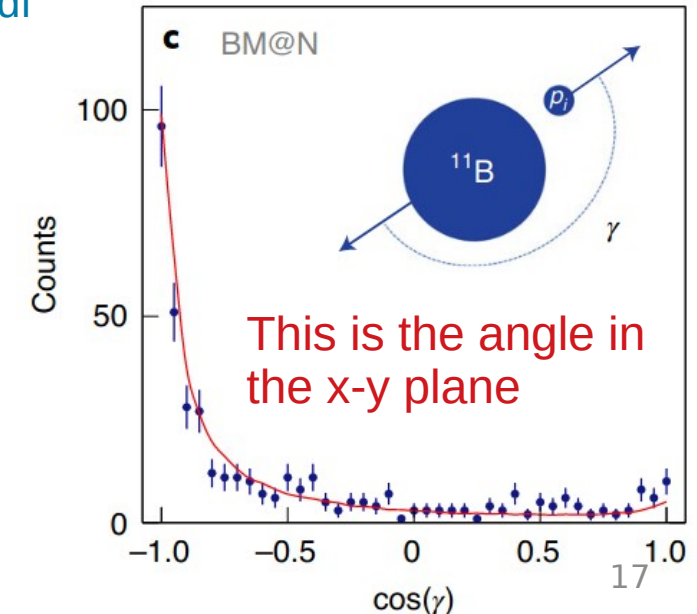 c BM@N
100
50
0
Counts
p_i
¹¹B
γ
This is the angle in
the x-y plane
−1.0 −0.5 0 0.5 1.0
17
cos(γ)